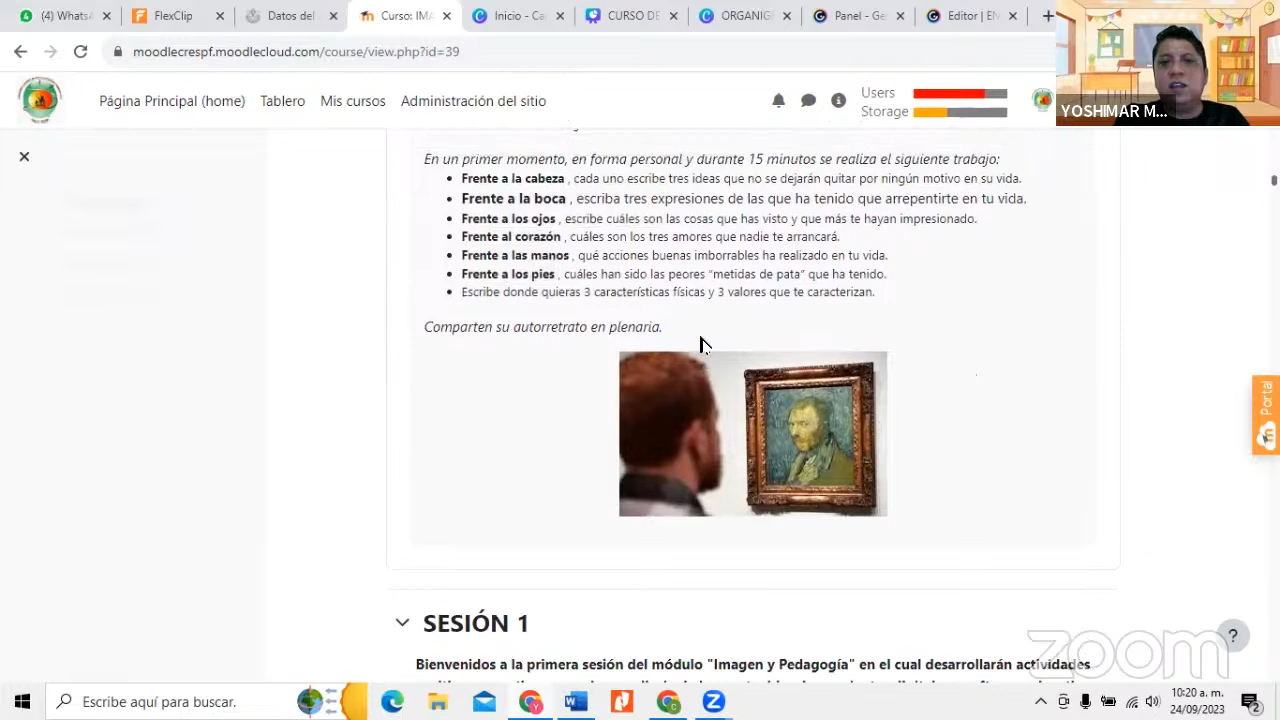 (4) Whats
FlexClip
Datos del
Curso: IMA
Inicio - Ca
CURSO DE
ORGANIG
Panel - Ge
Editor | Elv
moodlecrespf.moodlecloud.com/course/view.php?id=39
Página Principal (home)
Tablero
Mis cursos
Administración del sitio
Users
Storage
YOSHIMAR M...
En un primer momento, en forma personal y durante 15 minutos se realiza el siguiente trabajo:
Frente a la cabeza , cada uno escribe tres ideas que no se dejarán quitar por ningún motivo en su vida.
Frente a la boca , escriba tres expresiones de las que ha tenido que arrepentirte en tu vida.
Frente a los ojos , escribe cuáles son las cosas que has visto y que más te hayan impresionado.
Frente al corazón , cuáles son los tres amores que nadie te arrancará.
Frente a las manos , qué acciones buenas imborrables ha realizado en tu vida.
Frente a los pies , cuáles han sido las peores “metidas de pata” que ha tenido.
Escribe donde quieras 3 características físicas y 3 valores que te caracterizan.
Comparten su autorretrato en plenaria.
Portal
SESIÓN 1
Bienvenidos a la primera sesión del módulo "Imagen y Pedagogía" en el cual desarrollarán actividades
zoom
?
Escribe aquí para buscar.
10:20 a. m.
24/09/2023
2